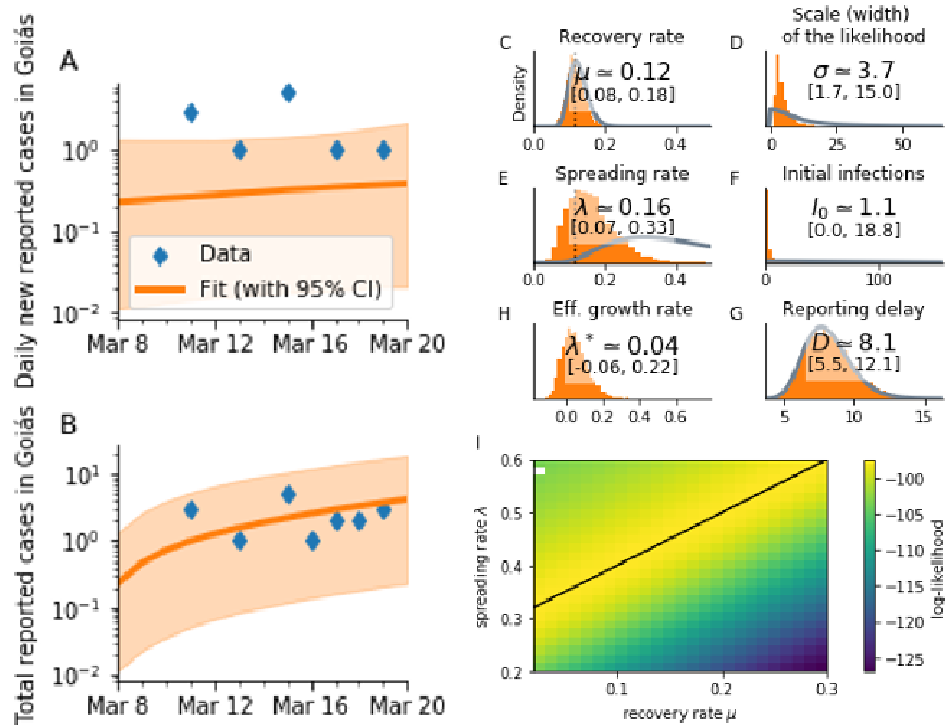 A
Daily new reported cases in Goiás
10⁰
10⁻¹
10⁻²
Data
Fit (with 95% CI)
Mar 8 Mar 12 Mar 16 Mar 20
B
Total reported cases in Goiás
10¹
10⁰
10⁻¹
10⁻²
Mar 8 Mar 12 Mar 16 Mar 20
C
Recovery rate
Density
μ ≃ 0.12
[0.08, 0.18]
0.0 0.2 0.4
D
Scale (width)
of the likelihood
σ ≃ 3.7
[1.7, 15.0]
0 25 50
E
Spreading rate
λ ≃ 0.16
[0.07, 0.33]
0.0 0.2 0.4
F
Initial infections
I₀ ≃ 1.1
[0.0, 18.8]
0 100
H
Eff. growth rate
λ* ≃ 0.04
[-0.06, 0.22]
0.0 0.2 0.4 0.6
G
Reporting delay
D ≃ 8.1
[5.5, 12.1]
5 10 15
I
spreading rate λ
0.6
0.5
0.4
0.3
0.2
0.1 0.2 0.3
recovery rate μ
−100
−105
−110
−115
−120
−125
log-likelihood